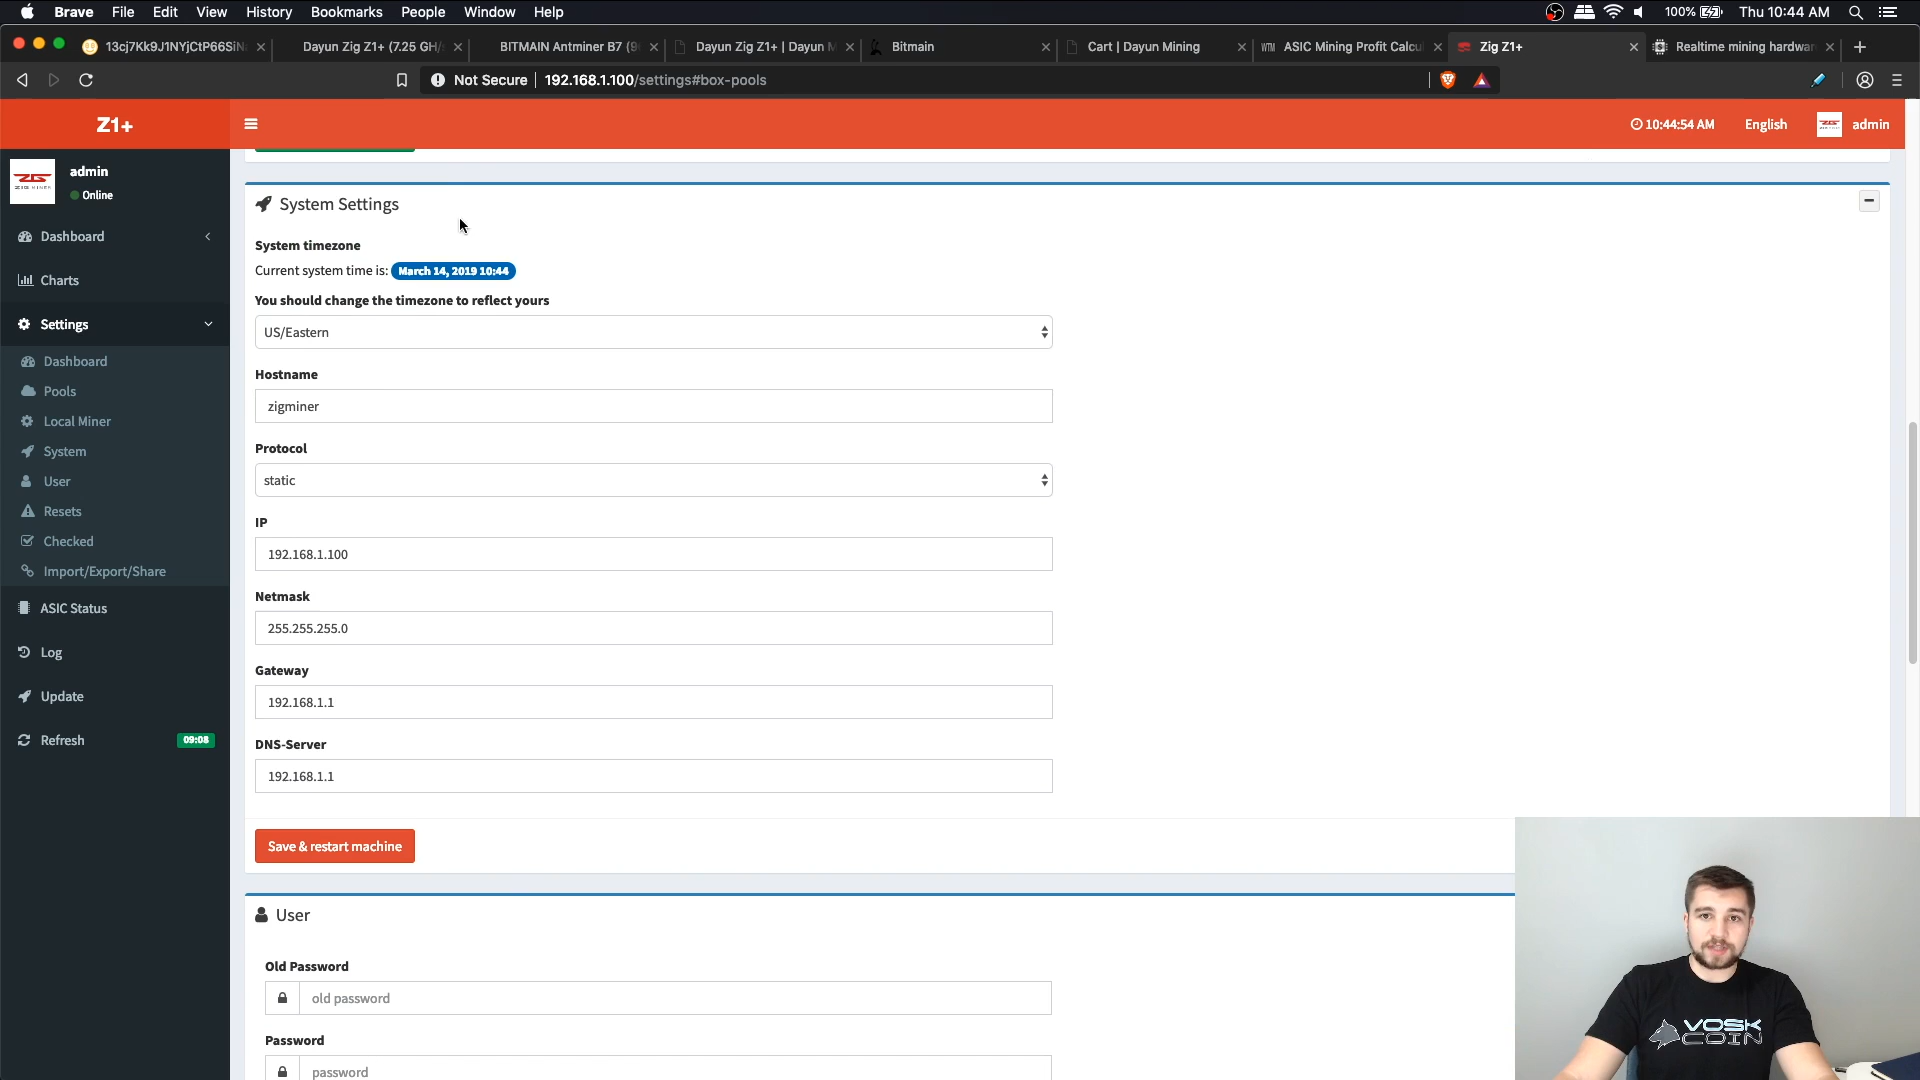 Brave File Edit View History Bookmarks People Window Help 100% Thu 10:44 AM
13cj7Kk9J1NYjCtP66SiN Dayun Zig Z1+ (7.25 GH/ BITMAIN Antminer B7 (9 Dayun Zig Z1+ | Dayun M Bitmain Cart | Dayun Mining WTM ASIC Mining Profit Calcul Zig Z1+ Realtime mining hardwar
Not Secure 192.168.1.100/settings#box-pools
Z1+ 10:44:54 AM English admin
admin
Online
Dashboard
Charts
Settings
Dashboard
Pools
Local Miner
System
User
Resets
Checked
Import/Export/Share
ASIC Status
Log
Update
Refresh 09:08
System Settings
System timezone
Current system time is: March 14, 2019 10:44
You should change the timezone to reflect yours
US/Eastern
Hostname
zigminer
Protocol
static
IP
192.168.1.100
Netmask
255.255.255.0
Gateway
192.168.1.1
DNS-Server
192.168.1.1
Save & restart machine
User
Old Password
old password
Password
password
VOSK
COIN